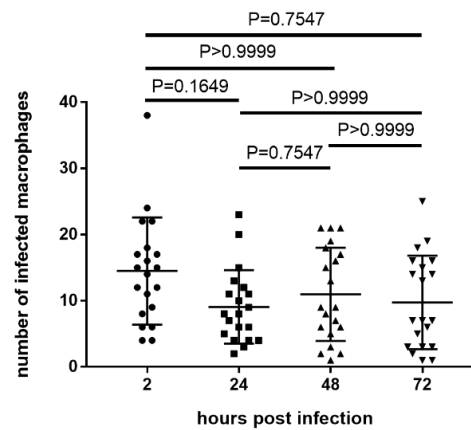 P=0.7547
P>0.9999
P=0.1649
P>0.9999
P>0.9999
P=0.7547
number of infected macrophages
40
30
20
10
0
2 24 48 72
hours post infection